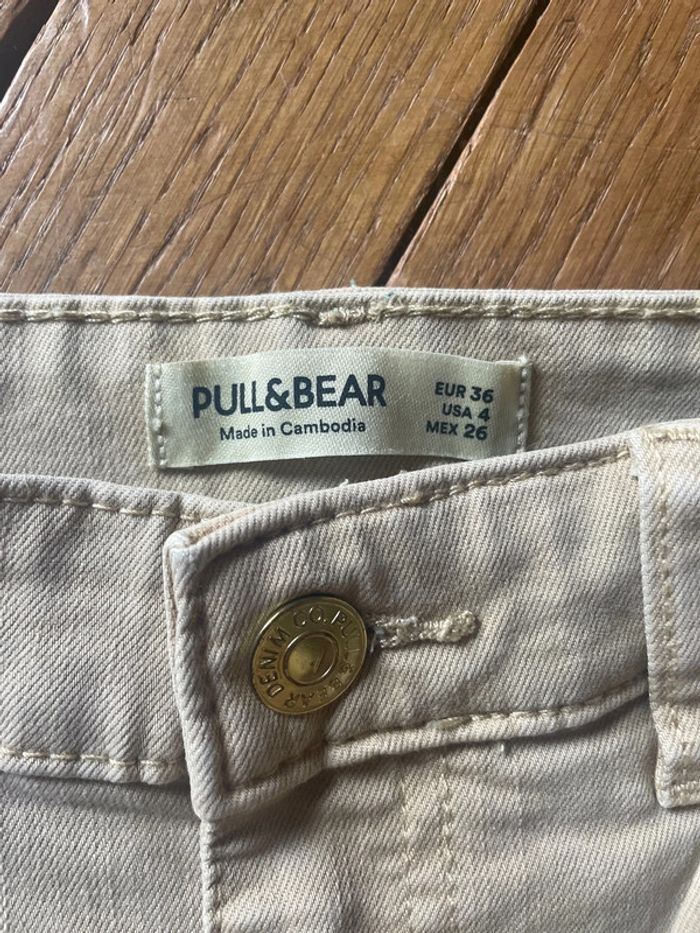 PULL&BEAR
Made in Cambodia
EUR 36
USA 4
MEX 26
DENIM CO. PULL & BEAR